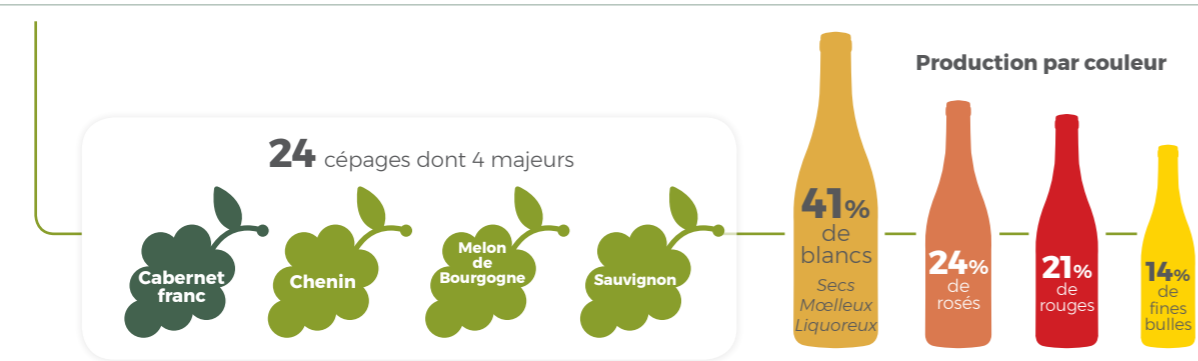 Production par couleur
24 cépages dont 4 majeurs
Cabernet
franc
Chenin
Melon
de
Bourgogne
Sauvignon
41%
de
blancs
Secs
Mœlleux
Liquoreux
24%
de
rosés
21%
de
rouges
14%
de
fines
bulles